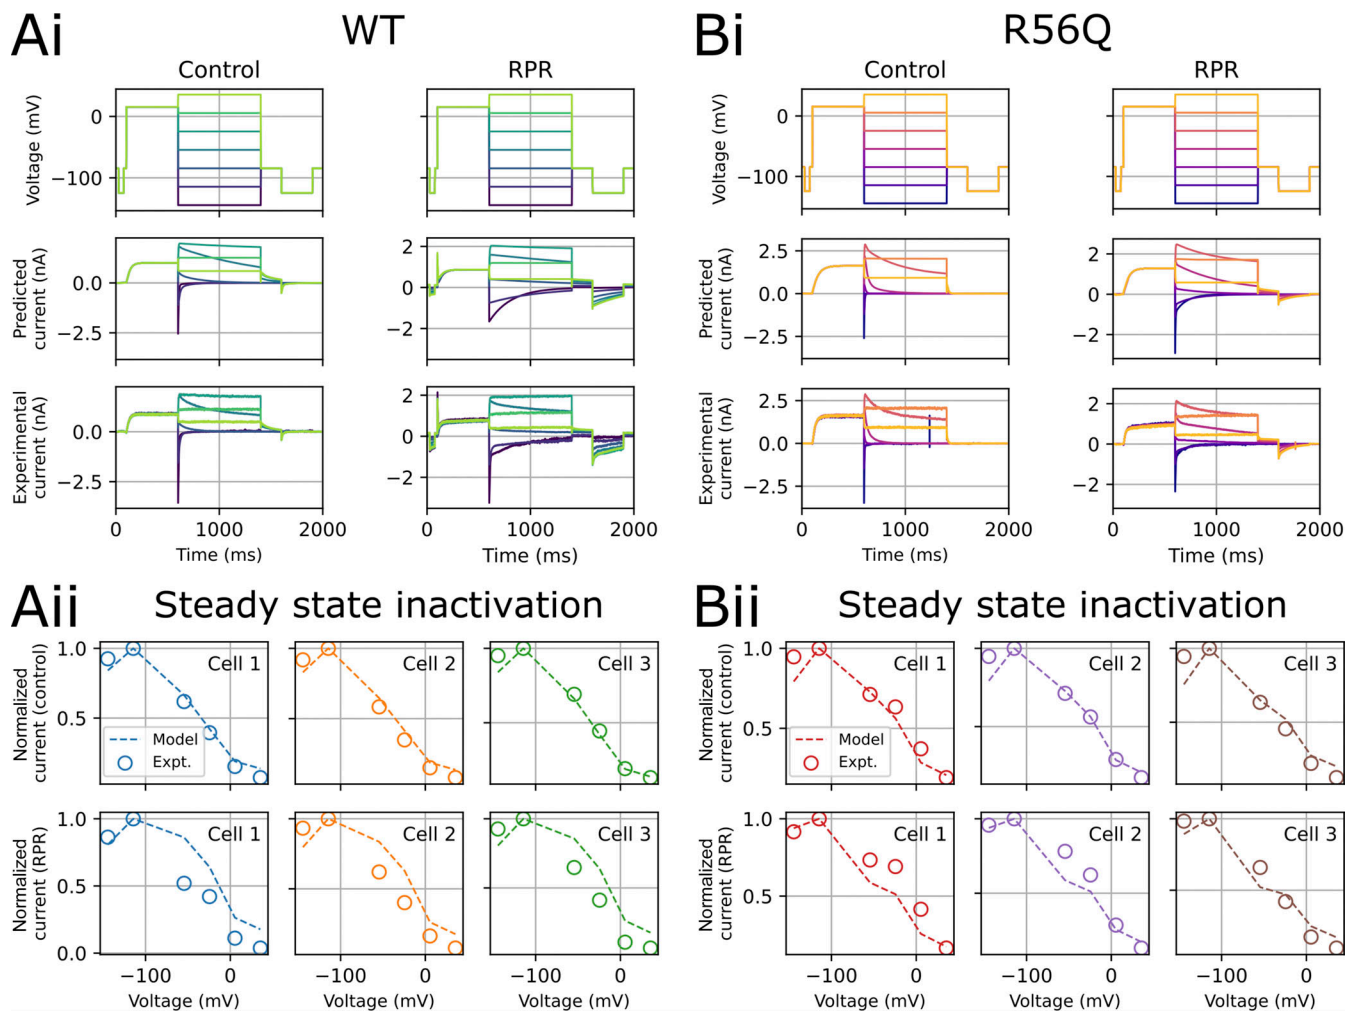 Ai
WT
Bi
R56Q
Control
RPR
Control
RPR
Voltage (mV)
0
−100
Voltage (mV)
0
−100
Predicted
current (nA)
0.0
−2.5
2
0
−2
Predicted
current (nA)
2.5
0.0
−2.5
2
0
−2
Experimental
current (nA)
0.0
−2.5
2
0
−2
Experimental
current (nA)
2.5
0.0
−2.5
2
0
−2
0 1000 2000
0 1000 2000
0 1000 2000
0 1000 2000
Time (ms)
Time (ms)
Time (ms)
Time (ms)
Aii
Steady state inactivation
Bii
Steady state inactivation
Normalized
current (control)
1.0
0.5
Cell 1
Model
Expt.
Cell 2
Cell 3
Normalized
current (control)
1.0
0.5
Cell 1
Model
Expt.
Cell 2
Cell 3
Normalized
current (RPR)
1.0
0.5
0.0
Cell 1
Cell 2
Cell 3
Normalized
current (RPR)
1.0
0.5
Cell 1
Cell 2
Cell 3
−100 0
−100 0
−100 0
−100 0
−100 0
−100 0
Voltage (mV)
Voltage (mV)
Voltage (mV)
Voltage (mV)
Voltage (mV)
Voltage (mV)